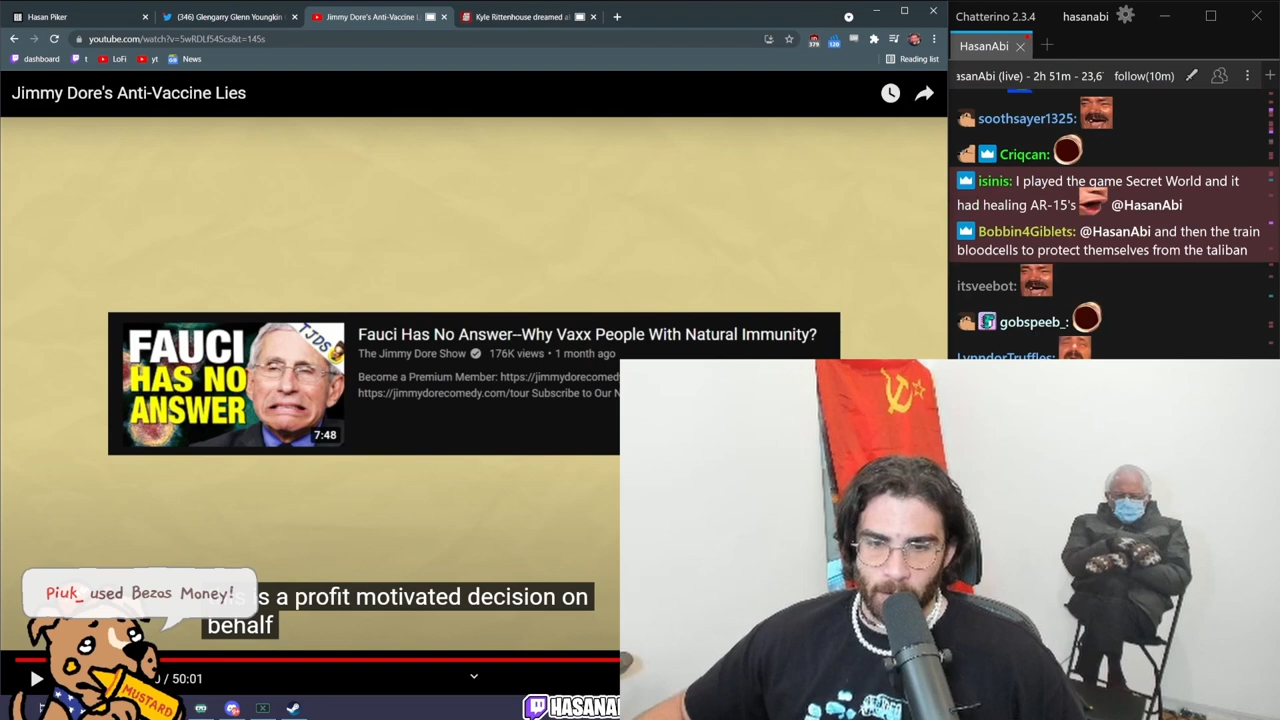 Hasan Piker
(346) Glengarry Glenn Youngkin
Jimmy Dore's Anti-Vaccine L
Kyle Rittenhouse dreamed a
youtube.com/watch?v=5wRDLf54Scs&t=145s
379
120
dashboard
t
LoFi
yt
News
Reading list
Jimmy Dore's Anti-Vaccine Lies
FAUCI
HAS NO
ANSWER
TJDS
7:48
Fauci Has No Answer--Why Vaxx People With Natural Immunity?
The Jimmy Dore Show 176K views • 1 month ago
Become a Premium Member: https://jimmydorecomedy
https://jimmydorecomedy.com/tour Subscribe to Our N
Piuk_ used Bezos Money!
is a profit motivated decision on
behalf
/ 50:01
MUSTARD
HASANA
Chatterino 2.3.4
hasanabi
HasanAbi
asanAbi (live) - 2h 51m - 23,6
follow(10m)
soothsayer1325:
Criqcan:
isinis: I played the game Secret World and it
had healing AR-15's @HasanAbi
Bobbin4Giblets: @HasanAbi and then the train
bloodcells to protect themselves from the taliban
itsveebot:
gobspeeb_:
LynndorTruffles: